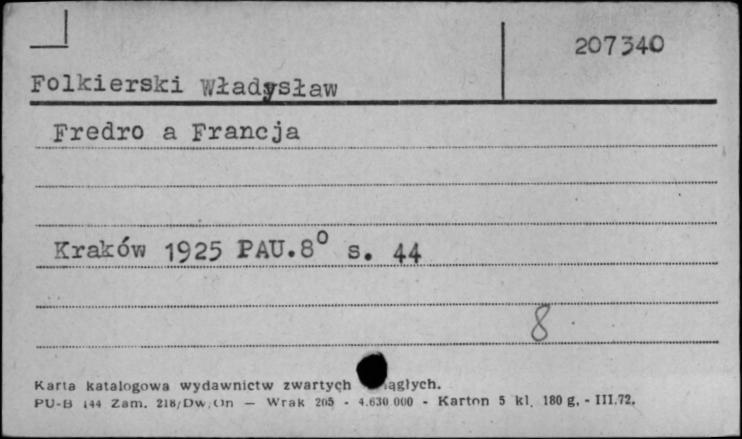 207340
Folkierski Władysław
Fredro a Francja
Kraków 1925 PAU.8° s. 44
8
Karta katalogowa wydawnictw zwartych ciągłych.
PU-B 144 Zam. 218/Dw/On — Wrak 205 - 4.630.000 - Karton 5 kl. 180 g. - III.72.